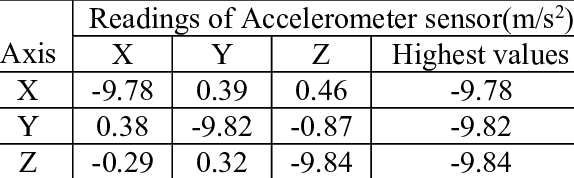 Readings of Accelerometer sensor(m/s²)
Axis X Y Z Highest values
X -9.78 0.39 0.46 -9.78
Y 0.38 -9.82 -0.87 -9.82
Z -0.29 0.32 -9.84 -9.84